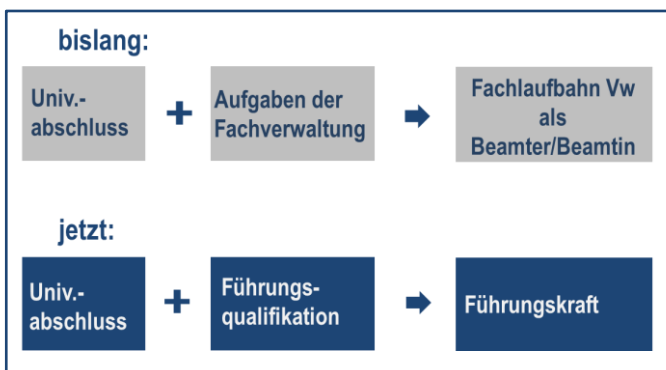 bislang:
Univ.-
abschluss
+
Aufgaben der
Fachverwaltung
Fachlaufbahn Vw
als
Beamter/Beamtin
jetzt:
Univ.-
abschluss
+
Führungs-
qualifikation
Führungskraft